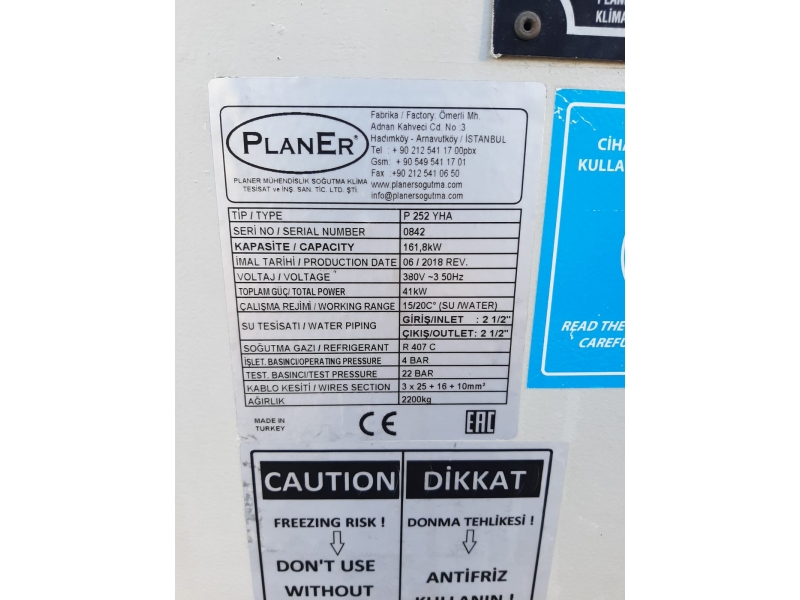 KLİMA
PLANER®
PLANER MÜHENDİSLİK SOĞUTMA KLİMA
TESİSAT ve İNŞ. SAN. TİC. LTD. ŞTİ.
Fabrika / Factory: Ömerli Mh.
Adnan Kahveci Cd. No :3
Hadımköy - Arnavutköy / İSTANBUL
Tel : + 90 212 541 17 00pbx
Gsm: + 90 549 541 17 01
Fax :+90 212 541 06 50
www.planersogutma.com
info@planersogutma.com
TİP / TYPE P 252 YHA
SERİ NO / SERIAL NUMBER 0842
KAPASİTE / CAPACITY 161,8kW
İMAL TARİHİ / PRODUCTION DATE 06 / 2018 REV.
VOLTAJ / VOLTAGE 380V ~3 50Hz
TOPLAM GÜÇ/ TOTAL POWER 41kW
ÇALIŞMA REJİMİ / WORKING RANGE 15/20C° (SU /WATER)
SU TESİSATI / WATER PIPING GİRİŞ/INLET : 2 1/2"
ÇIKIŞ/OUTLET: 2 1/2"
SOĞUTMA GAZI / REFRIGERANT R 407 C
İŞLET. BASINCI/OPERATING PRESSURE 4 BAR
TEST. BASINCI/TEST PRESSURE 22 BAR
KABLO KESİTİ / WIRES SECTION 3 x 25 + 16 + 10mm²
AĞIRLIK 2200kg
MADE IN
TURKEY
CE
EAC
CİHA
KULLA
READ THE
CAREFU
CAUTION
FREEZING RISK !
DON'T USE
WITHOUT
DİKKAT
DONMA TEHLİKESİ !
ANTİFRİZ
KULLANIN !